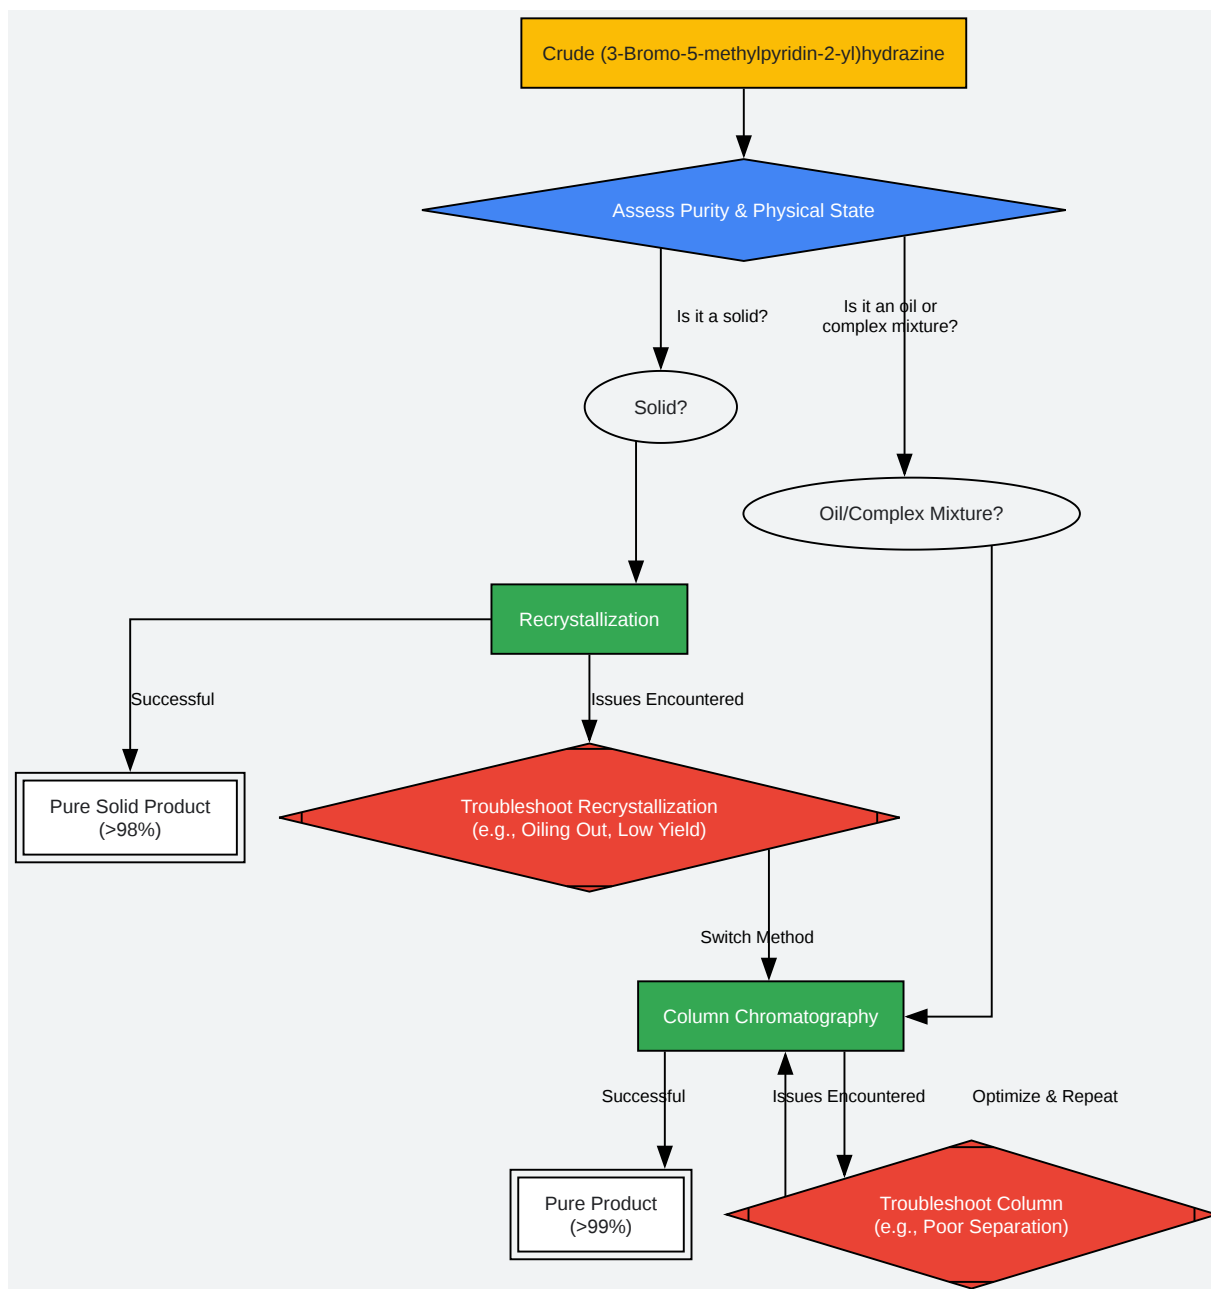 Crude (3-Bromo-5-methylpyridin-2-yl)hydrazine
Assess Purity & Physical State
Is it a solid?
Is it an oil or
complex mixture?
Solid?
Oil/Complex Mixture?
Recrystallization
Successful
Issues Encountered
Pure Solid Product
(>98%)
Troubleshoot Recrystallization
(e.g., Oiling Out, Low Yield)
Switch Method
Column Chromatography
Successful
Issues Encountered
Optimize & Repeat
Pure Product
(>99%)
Troubleshoot Column
(e.g., Poor Separation)